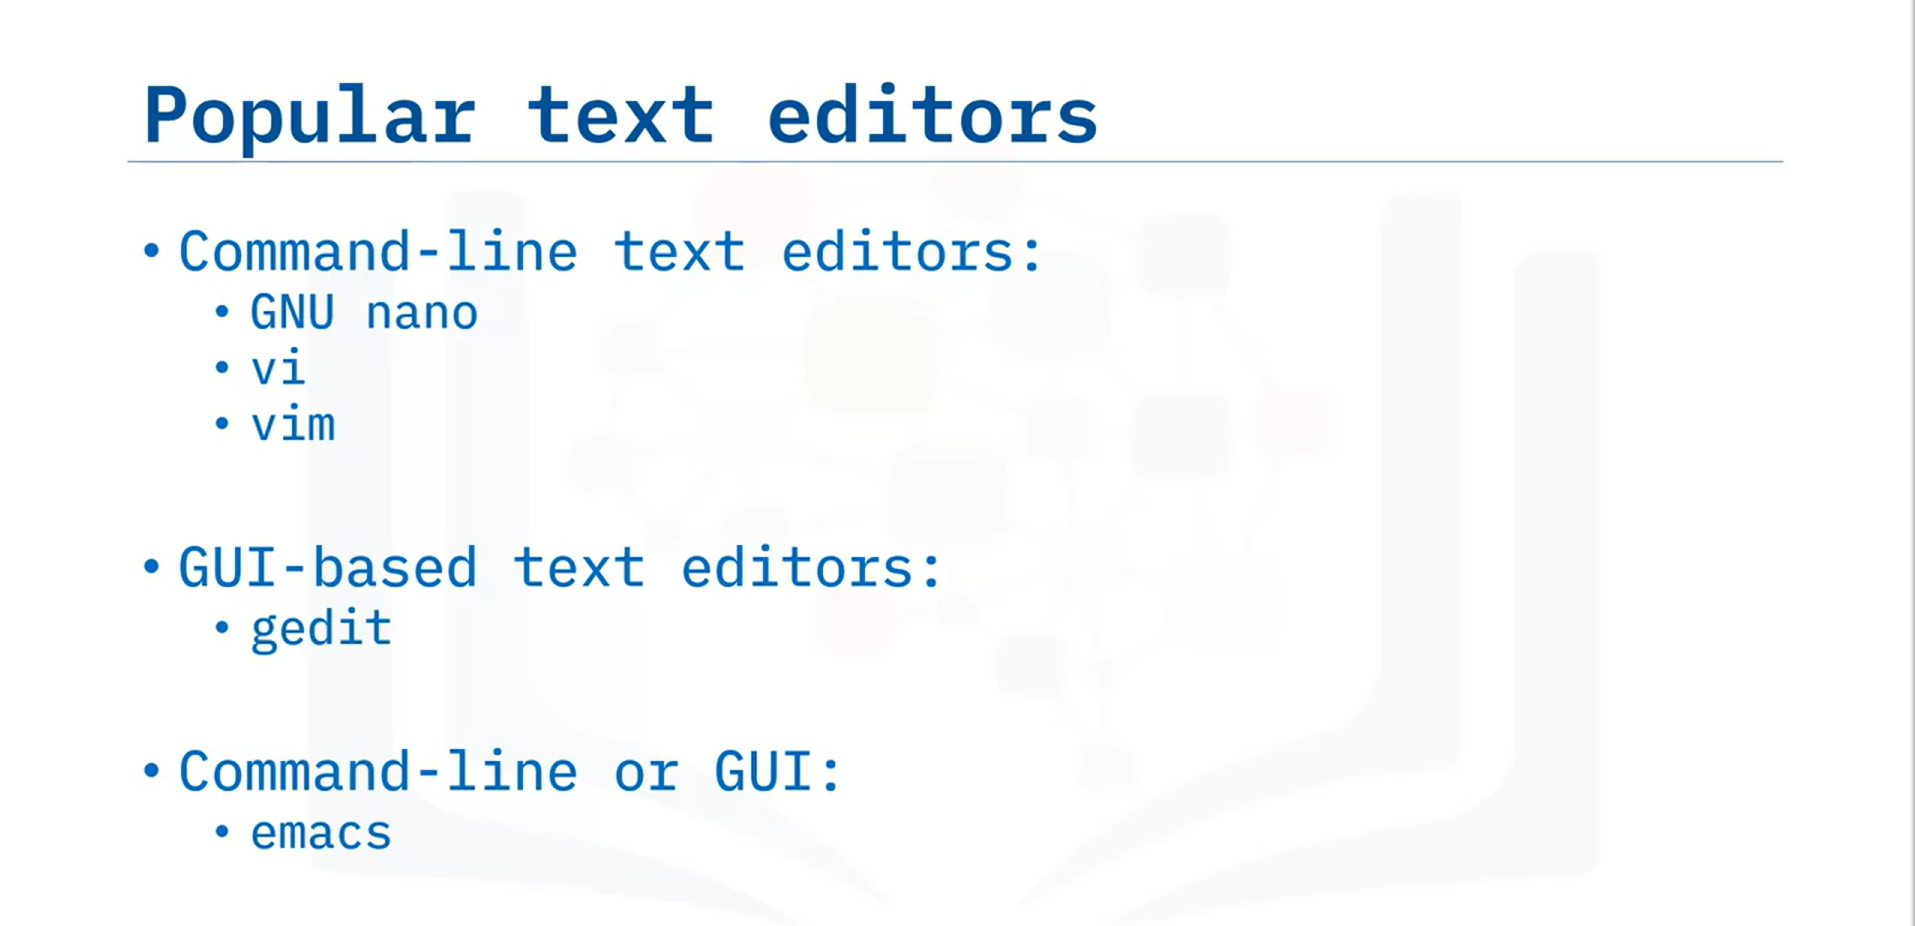 Popular text editors
• Command-line text editors:
• GNU nano
• vi
• vim
• GUI-based text editors:
• gedit
• Command-line or GUI:
• emacs